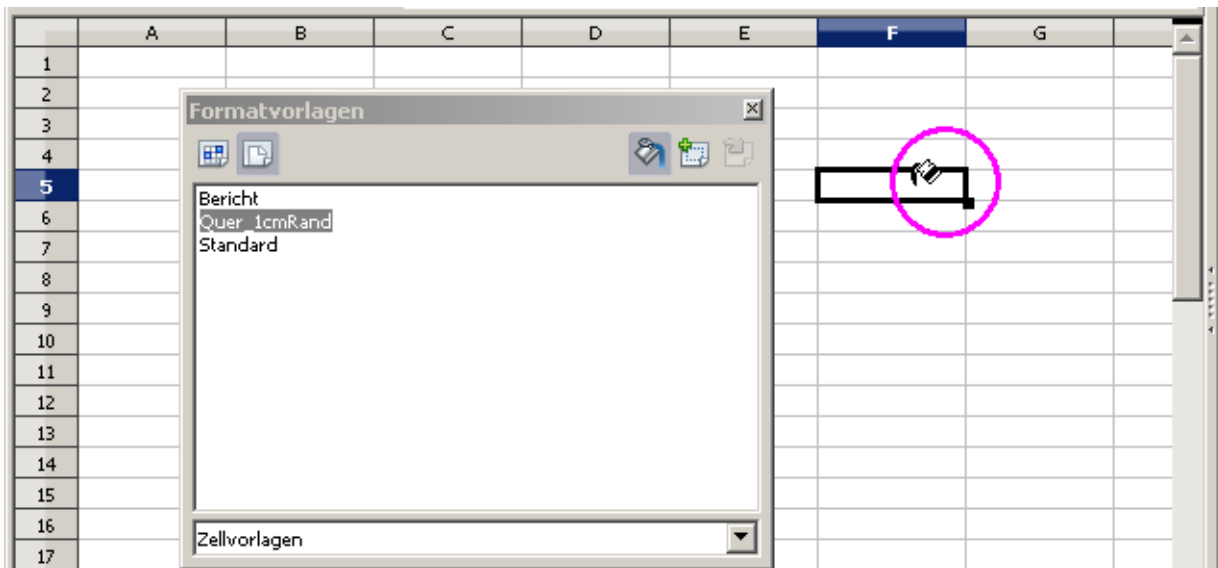 A B C D E F G
1
2
Formatvorlagen
3
4
5
Bericht
6
Quer_1cmRand
7
Standard
8
9
10
11
12
13
14
15
16
Zellvorlagen
17